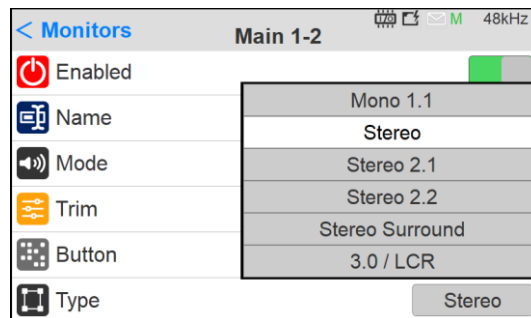 < Monitors
Main 1-2
M 48kHz
Enabled
Name
Mode
Trim
Button
Type
Mono 1.1
Stereo
Stereo 2.1
Stereo 2.2
Stereo Surround
3.0 / LCR
Stereo